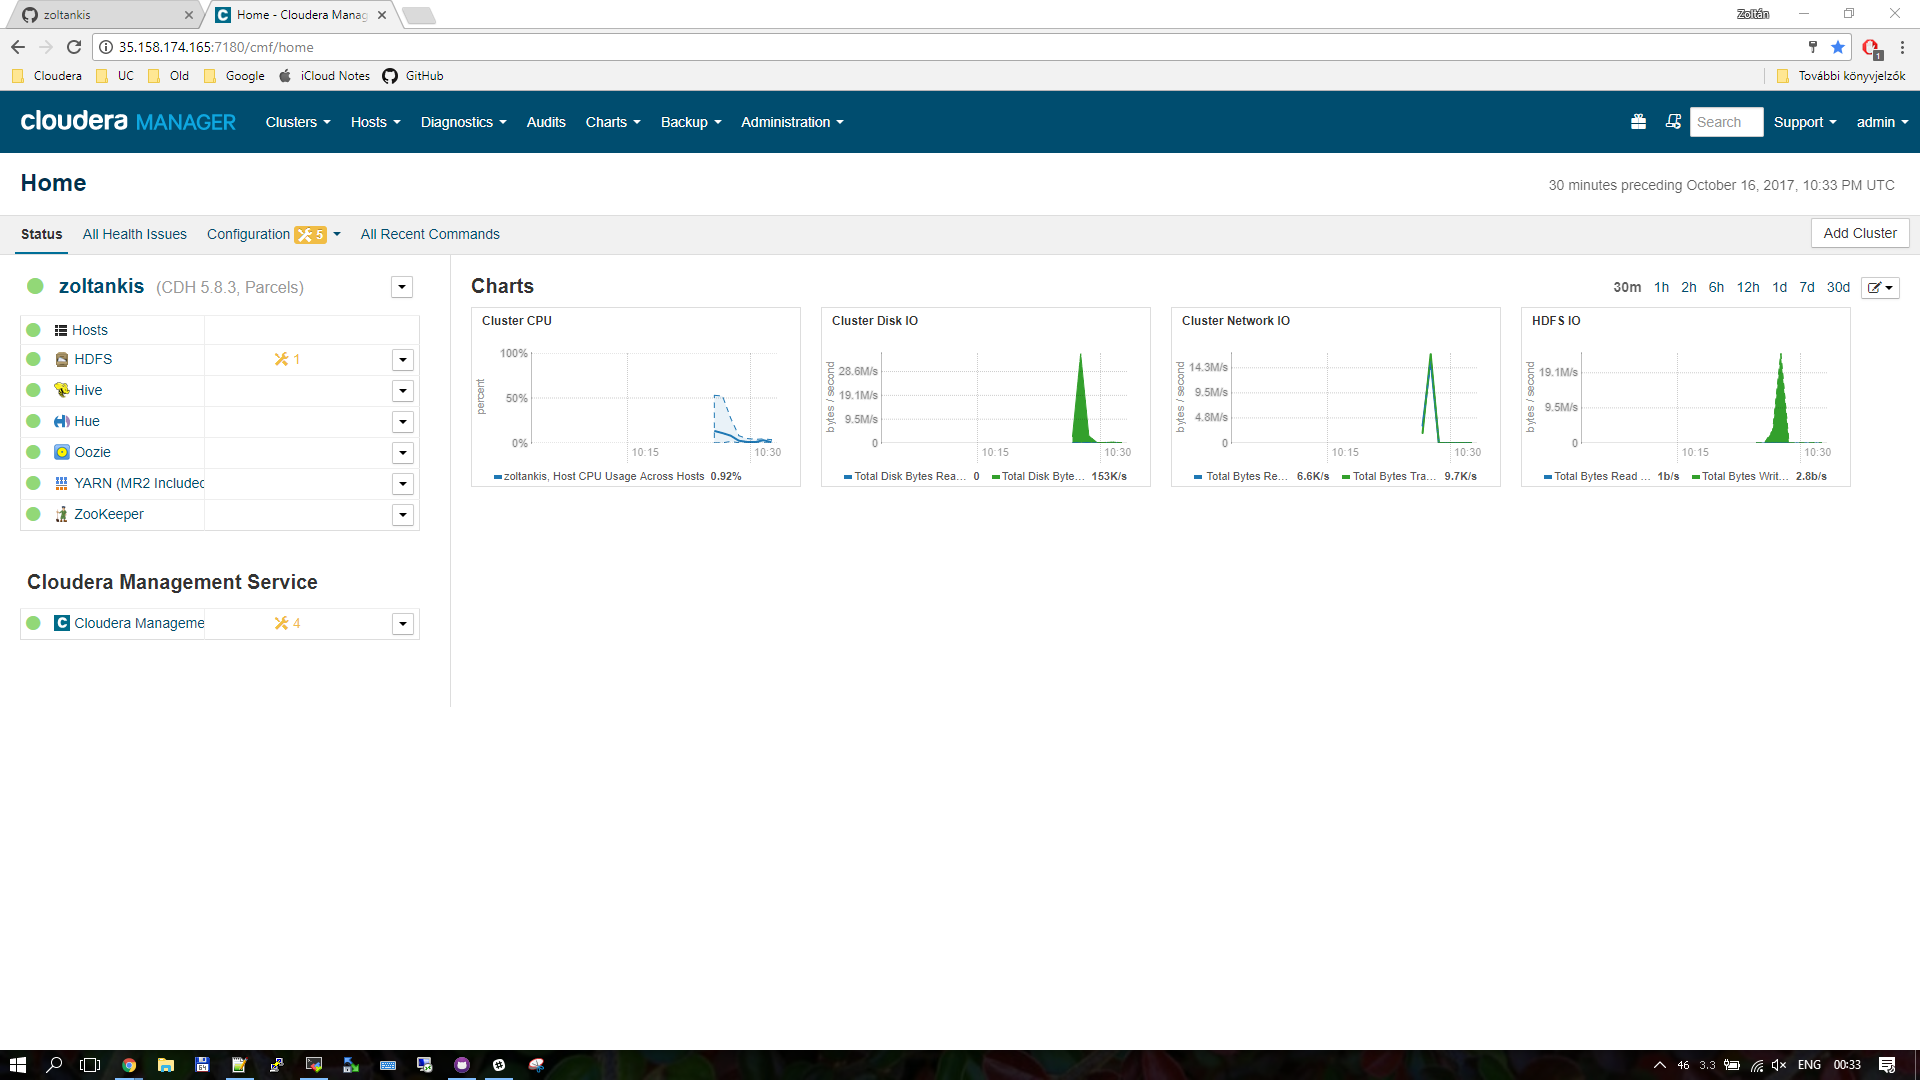 zoltankis
Home - Cloudera Manag
Zoltán
35.158.174.165:7180/cmf/home
1
Cloudera UC Old Google iCloud Notes GitHub
További könyvjelzők
cloudera MANAGER Clusters Hosts Diagnostics Audits Charts Backup Administration Search Support admin
Home
30 minutes preceding October 16, 2017, 10:33 PM UTC
Status All Health Issues Configuration 5 All Recent Commands Add Cluster
zoltankis (CDH 5.8.3, Parcels)
Hosts
HDFS 1
Hive
Hue
Oozie
YARN (MR2 Included
ZooKeeper
Cloudera Management Service
Cloudera Manageme 4
Charts
30m 1h 2h 6h 12h 1d 7d 30d
Cluster CPU
percent
100%
50%
0%
10:15 10:30
zoltankis, Host CPU Usage Across Hosts 0.92%
Cluster Disk IO
bytes / second
28.6M/s
19.1M/s
9.5M/s
0
10:15 10:30
Total Disk Bytes Rea... 0 Total Disk Byte... 153K/s
Cluster Network IO
bytes / second
14.3M/s
9.5M/s
4.8M/s
0
10:15 10:30
Total Bytes Re... 6.6K/s Total Bytes Tra... 9.7K/s
HDFS IO
bytes / second
19.1M/s
9.5M/s
0
10:15 10:30
Total Bytes Read ... 1b/s Total Bytes Writ... 2.8b/s
64
46 3.3 ENG 00:33